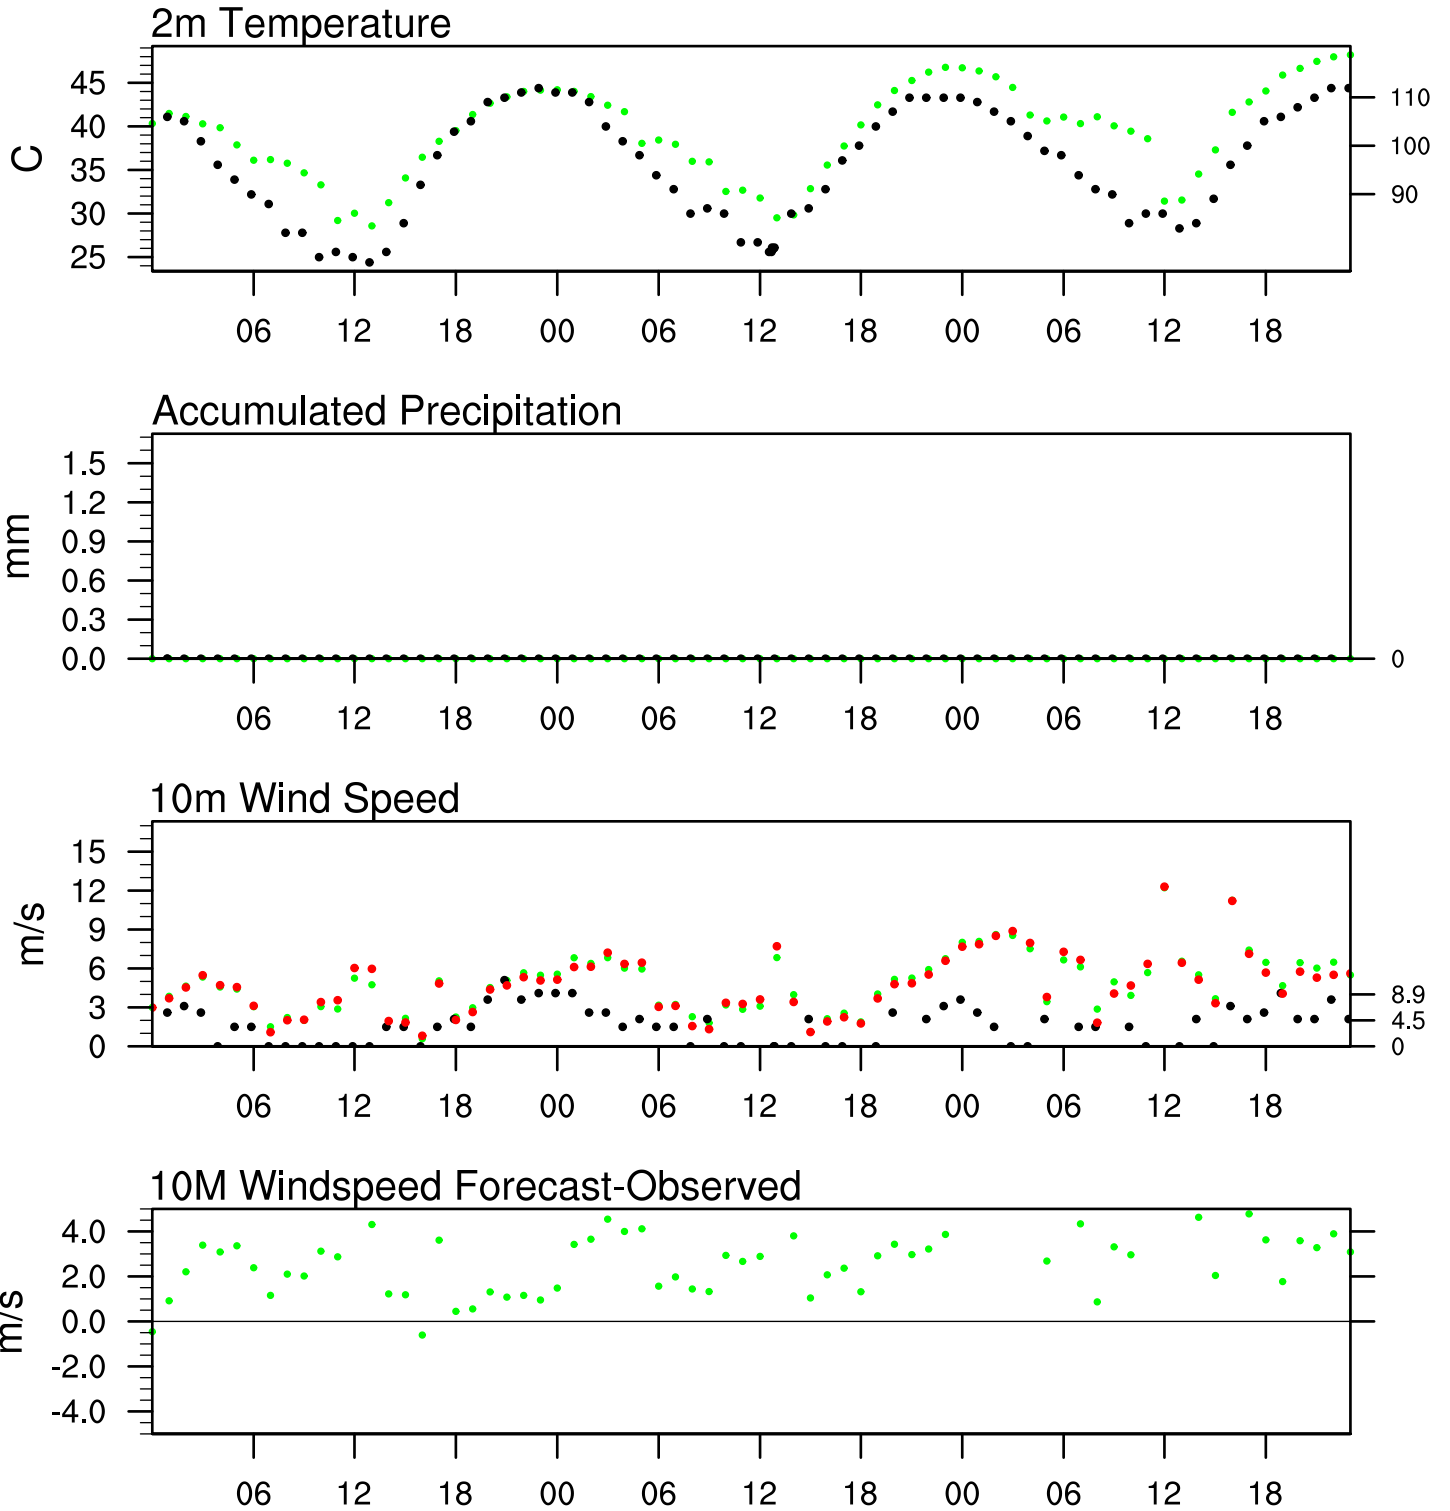 2m Temperature
45
40
35
30
25
C
110
100
90
06 12 18 00 06 12 18 00 06 12 18
Accumulated Precipitation
1.5
1.2
0.9
0.6
0.3
0.0
mm
0
06 12 18 00 06 12 18 00 06 12 18
10m Wind Speed
15
12
9
6
3
0
m/s
8.9
4.5
0
06 12 18 00 06 12 18 00 06 12 18
10M Windspeed Forecast-Observed
4.0
2.0
0.0
-2.0
-4.0
m/s
06 12 18 00 06 12 18 00 06 12 18